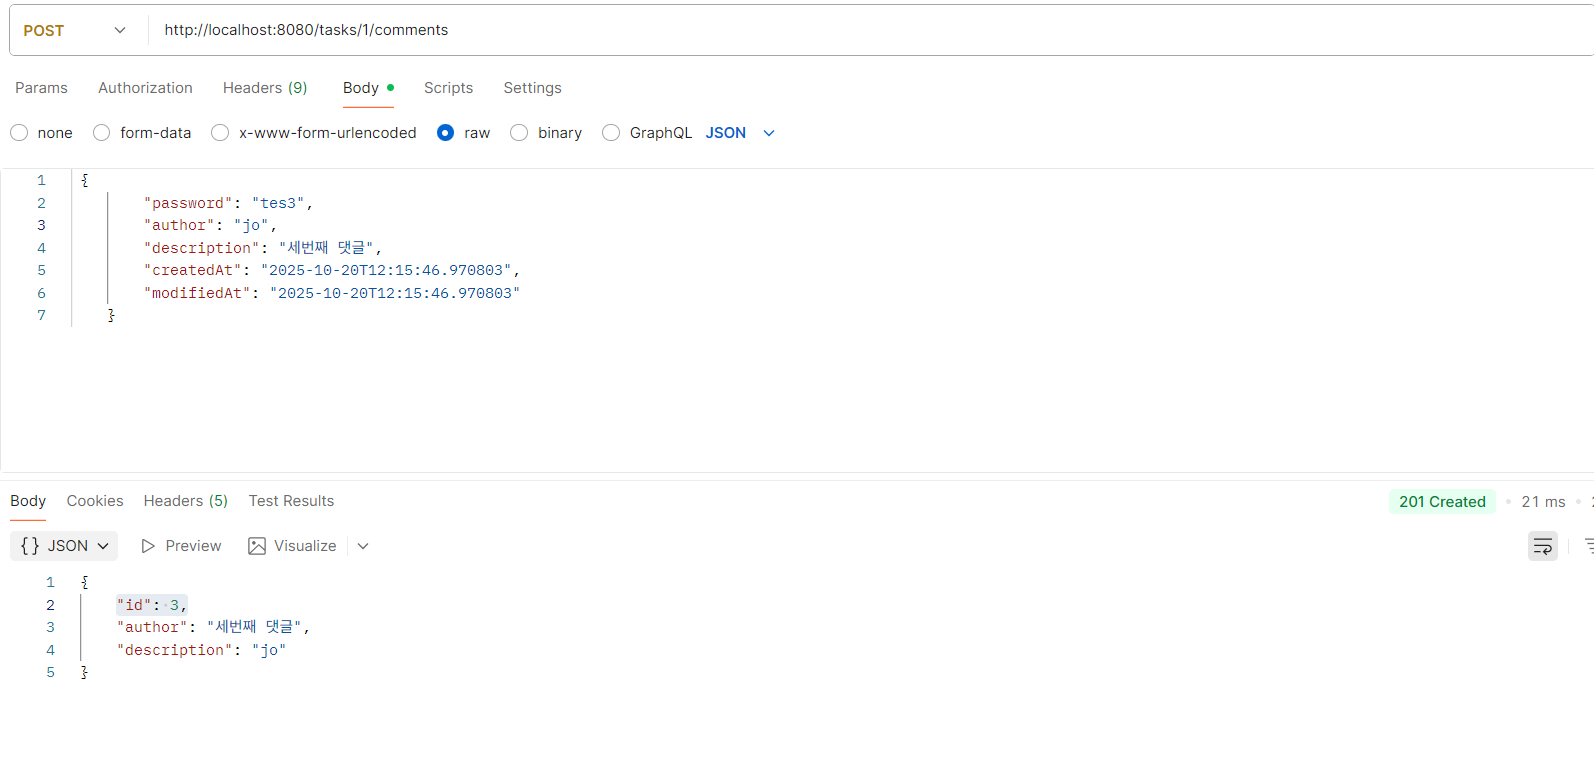 POST http://localhost:8080/tasks/1/comments
Params Authorization Headers (9) Body Scripts Settings
none form-data x-www-form-urlencoded raw binary GraphQL JSON
1 {
2 "password": "tes3",
3 "author": "jo",
4 "description": "세번째 댓글",
5 "createdAt": "2025-10-20T12:15:46.970803",
6 "modifiedAt": "2025-10-20T12:15:46.970803"
7 }
Body Cookies Headers (5) Test Results 201 Created • 21 ms •
{} JSON Preview Visualize
1 {
2 "id": 3,
3 "author": "세번째 댓글",
4 "description": "jo"
5 }